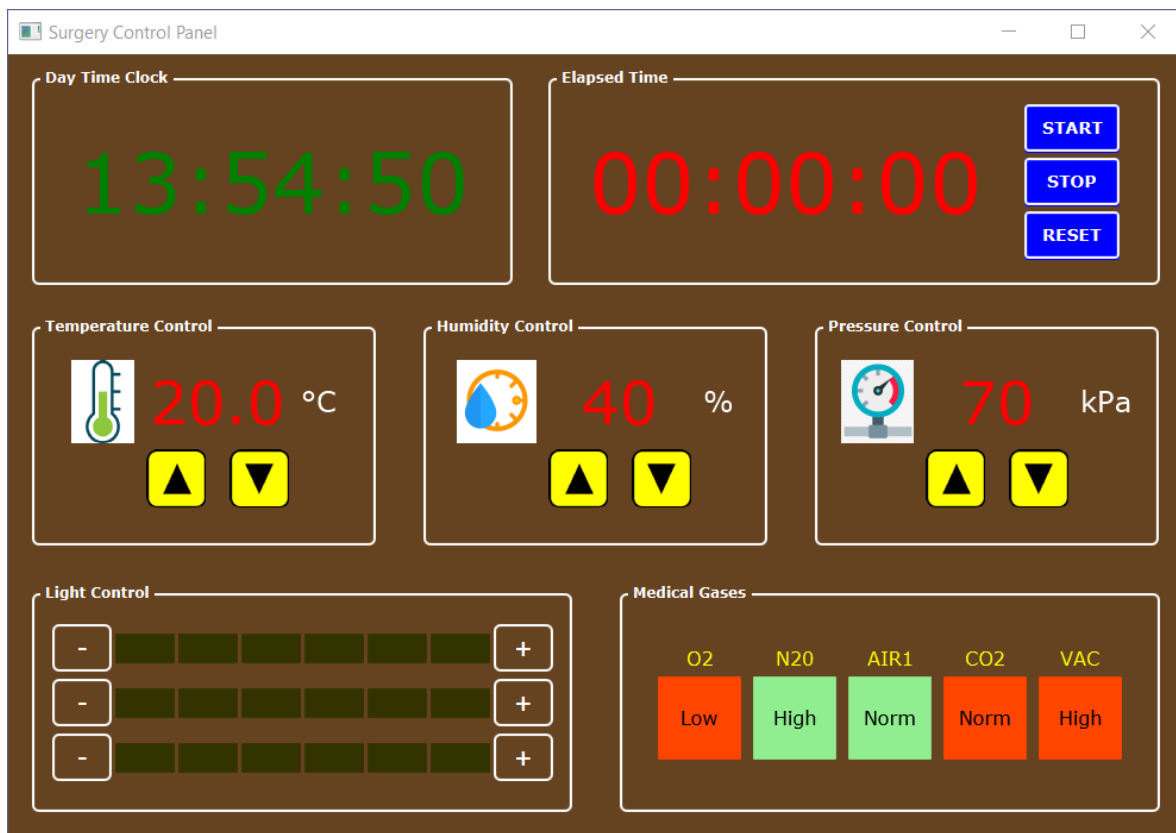 Surgery Control Panel
Day Time Clock
13:54:50
Elapsed Time
00:00:00
START
STOP
RESET
Temperature Control
20.0 °C
Humidity Control
40 %
Pressure Control
70 kPa
Light Control
- +
- +
- +
Medical Gases
O2 N20 AIR1 CO2 VAC
Low High Norm Norm High